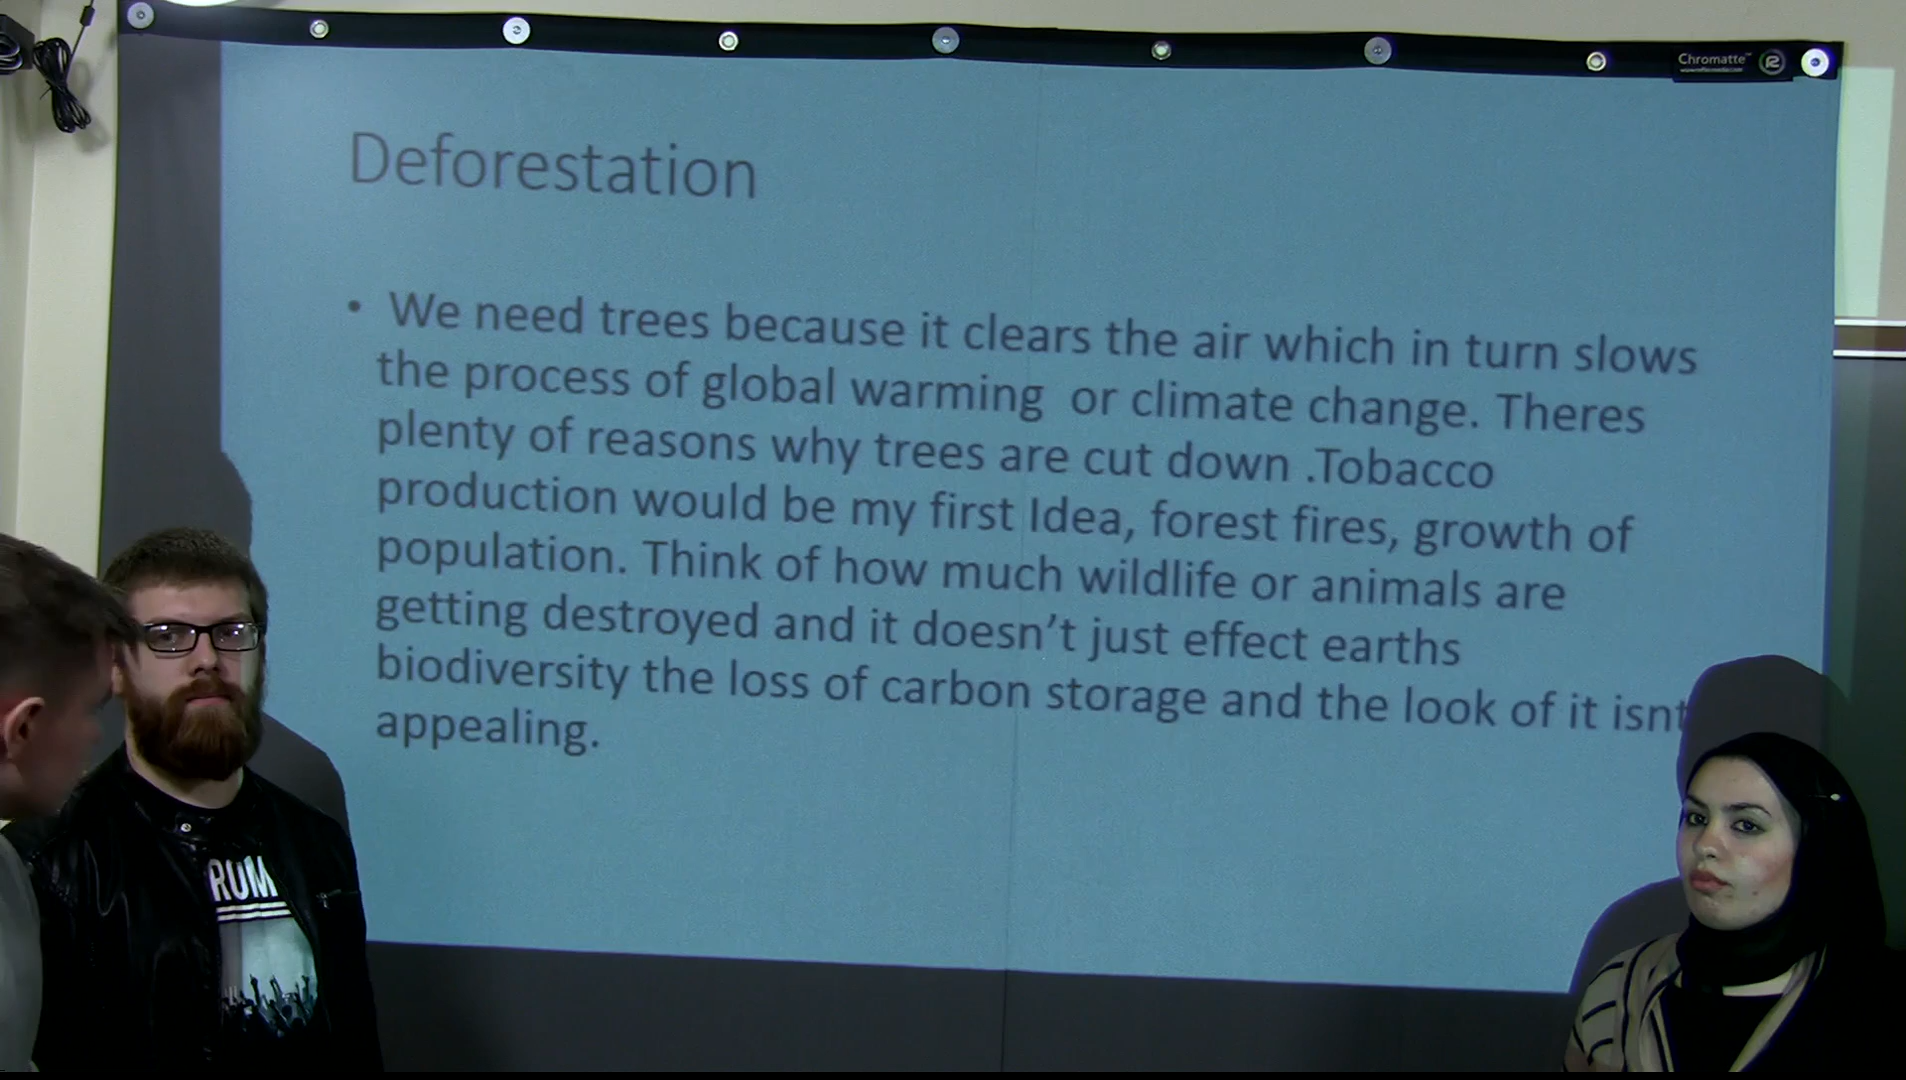 Chromatte™
Deforestation
• We need trees because it clears the air which in turn slows
the process of global warming  or climate change. Theres
plenty of reasons why trees are cut down .Tobacco
production would be my first Idea, forest fires, growth of
population. Think of how much wildlife or animals are
getting destroyed and it doesn’t just effect earths
biodiversity the loss of carbon storage and the look of it isnt
appealing.
RUM